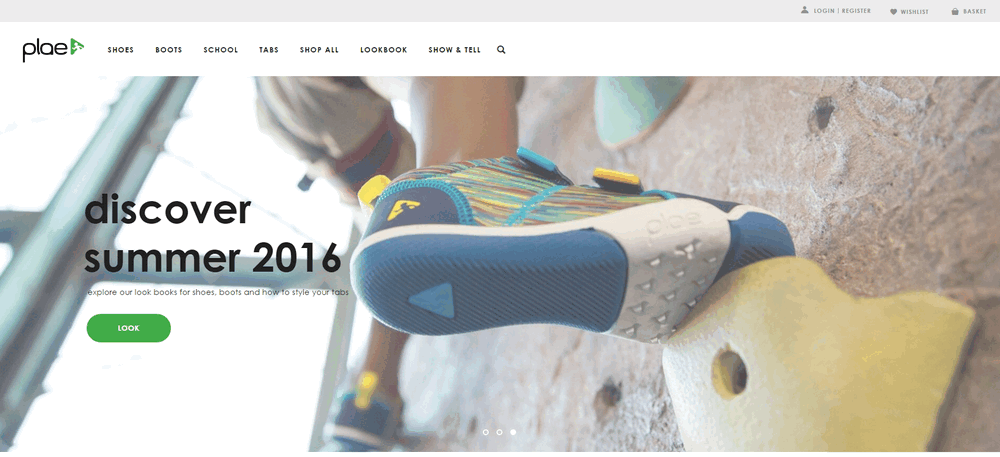 LOGIN | REGISTER
WISHLIST
BASKET
plae
SHOES
BOOTS
SCHOOL
TABS
SHOP ALL
LOOKBOOK
SHOW & TELL
plae
discover
summer 2016
explore our look books for shoes, boots and how to style your tabs
LOOK